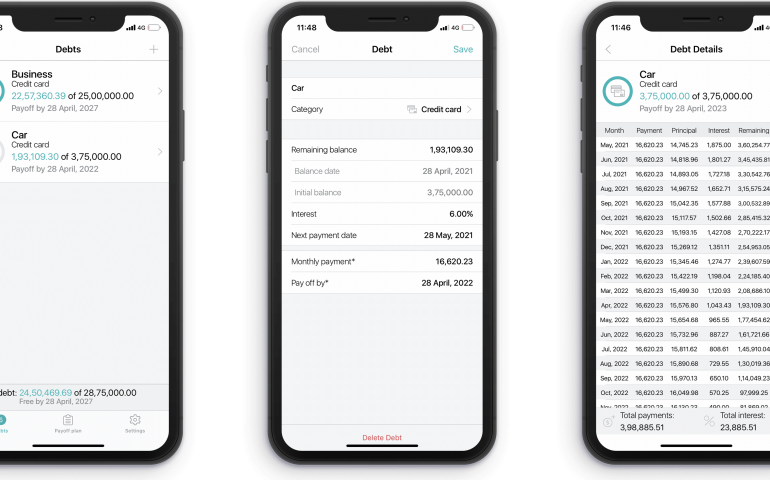 Debts
Business
Credit card
22,57,360.39 of 25,00,000.00
Payoff by 28 April, 2027
Car
Credit card
1,93,109.30 of 3,75,000.00
Payoff by 28 April, 2022
debt: 24,50,469.69 of 28,75,000.00
Free by 28 April, 2027
Payoff plan
Settings
11:48
4G
Cancel
Debt
Save
Car
Category
Credit card
Remaining balance
1,93,109.30
Balance date
28 April, 2021
Initial balance
3,75,000.00
Interest
6.00%
Next payment date
28 May, 2021
Monthly payment*
16,620.23
Pay off by*
28 April, 2022
Delete Debt
11:46
Debt Details
Car
Credit card
3,75,000.00 of 3,75,000.00
Payoff by 28 April, 2023
Month Payment Principal Interest Remaining
May, 2021 16,620.23 14,745.23 1,875.00 3,60,254.77
Jun, 2021 16,620.23 14,818.96 1,801.27 3,45,435.81
Jul, 2021 16,620.23 14,893.05 1,727.18 3,30,542.76
Aug, 2021 16,620.23 14,967.52 1,652.71 3,15,575.24
Sep, 2021 16,620.23 15,042.35 1,577.88 3,00,532.89
Oct, 2021 16,620.23 15,117.57 1,502.66 2,85,415.32
Nov, 2021 16,620.23 15,193.15 1,427.08 2,70,222.17
Dec, 2021 16,620.23 15,269.12 1,351.11 2,54,953.05
Jan, 2022 16,620.23 15,345.46 1,274.77 2,39,607.59
Feb, 2022 16,620.23 15,422.19 1,198.04 2,24,185.40
Mar, 2022 16,620.23 15,499.30 1,120.93 2,08,686.10
Apr, 2022 16,620.23 15,576.80 1,043.43 1,93,109.30
May, 2022 16,620.23 15,654.68 965.55 1,77,454.62
Jun, 2022 16,620.23 15,732.96 887.27 1,61,721.66
Jul, 2022 16,620.23 15,811.62 808.61 1,45,910.04
Aug, 2022 16,620.23 15,890.68 729.55 1,30,019.36
Sep, 2022 16,620.23 15,970.13 650.10 1,14,049.23
Oct, 2022 16,620.23 16,049.98 570.25 97,999.25
Total payments:
3,98,885.51
Total interest:
23,885.51